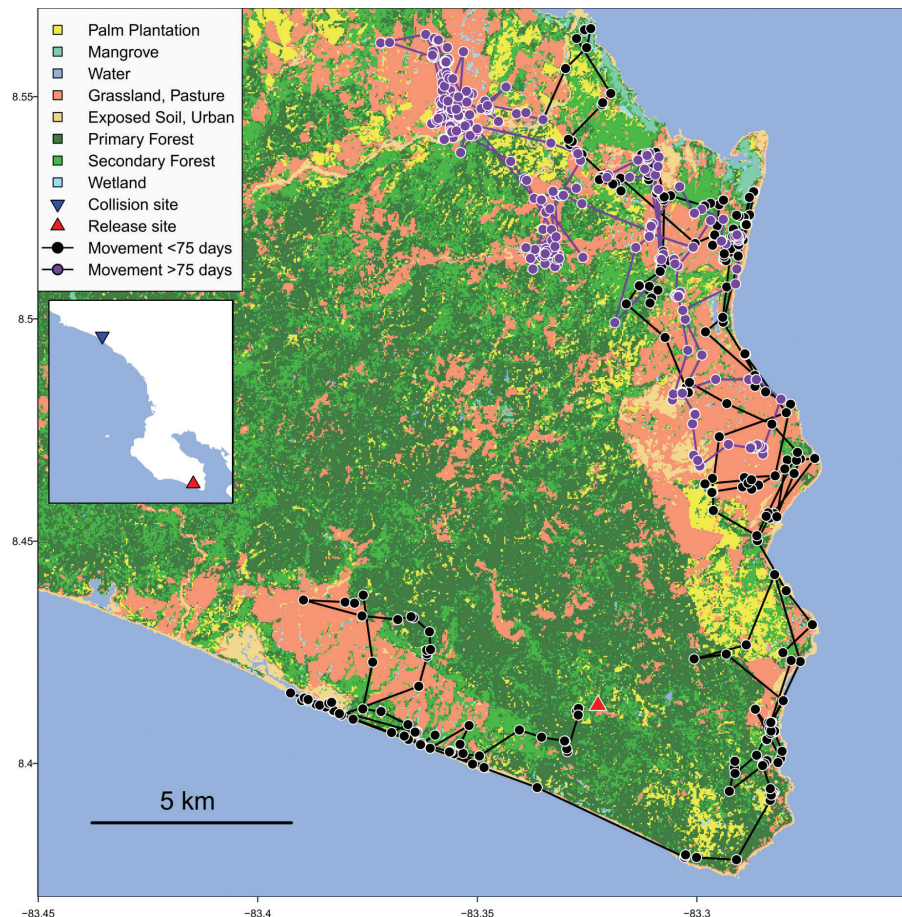 Palm Plantation
Mangrove
Water
Grassland, Pasture
Exposed Soil, Urban
Primary Forest
Secondary Forest
Wetland
Collision site
Release site
Movement <75 days
Movement >75 days
8.55
8.5
8.45
8.4
5 km
−83.45
−83.4
−83.35
−83.3